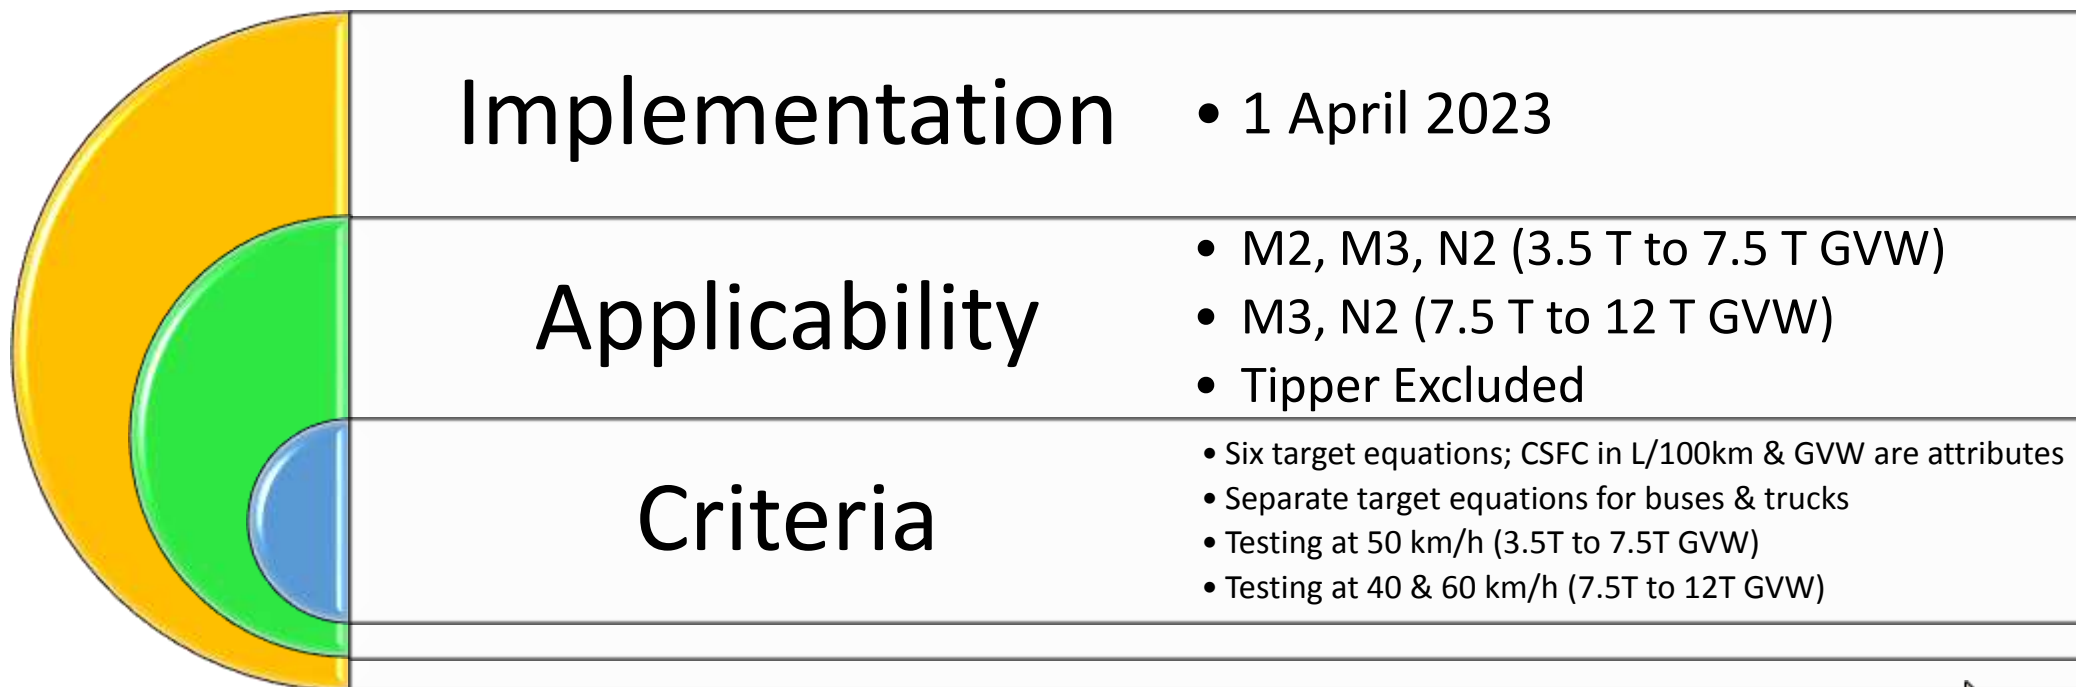 Implementation
• 1 April 2023
Applicability
• M2, M3, N2 (3.5 T to 7.5 T GVW)
• M3, N2 (7.5 T to 12 T GVW)
• Tipper Excluded
Criteria
• Six target equations; CSFC in L/100km & GVW are attributes
• Separate target equations for buses & trucks
• Testing at 50 km/h (3.5T to 7.5T GVW)
• Testing at 40 & 60 km/h (7.5T to 12T GVW)